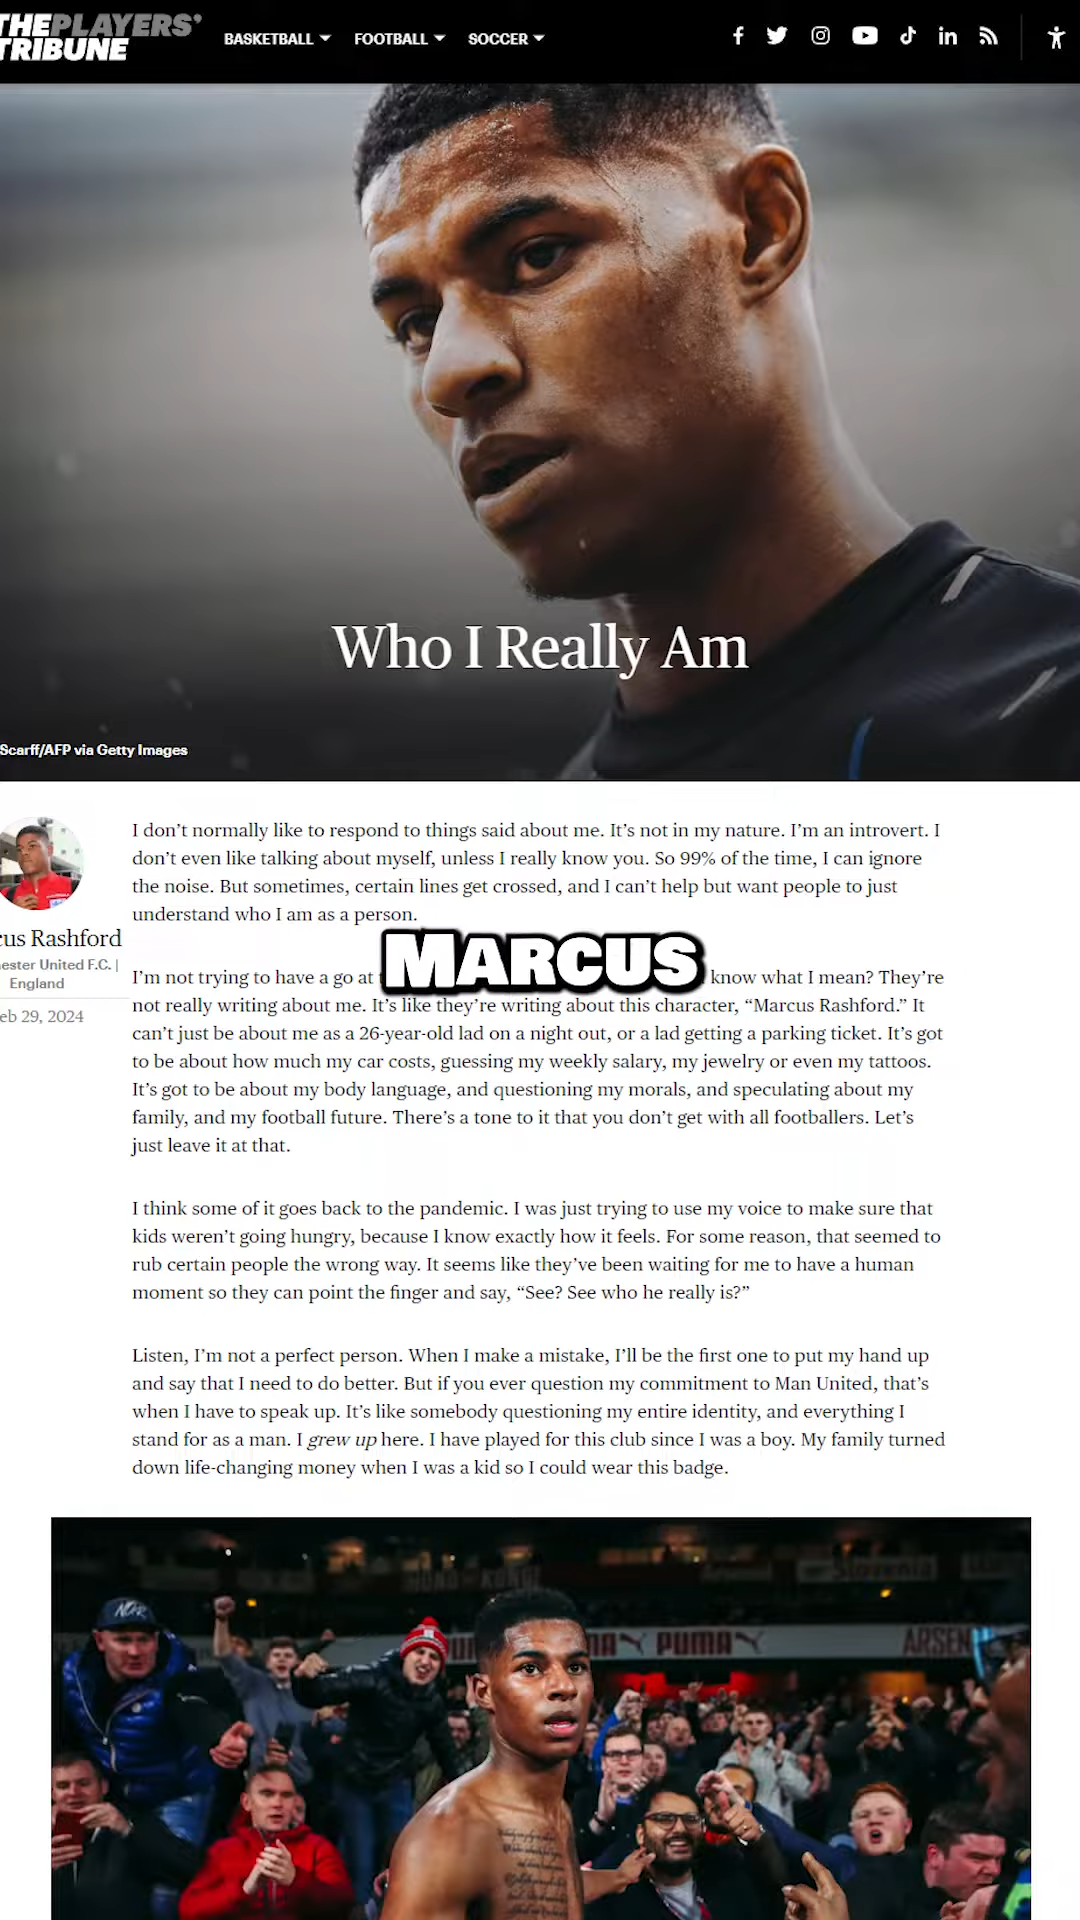 THE PLAYERS'
TRIBUNE
BASKETBALL
FOOTBALL
SOCCER
Who I Really Am
Scarff/AFP via Getty Images
I don't normally like to respond to things said about me. It's not in my nature. I'm an introvert. I
don't even like talking about myself, unless I really know you. So 99% of the time, I can ignore
the noise. But sometimes, certain lines get crossed, and I can't help but want people to just
understand who I am as a person.
cus Rashford
ester United F.C. |
England
eb 29, 2024
MARCUS
I'm not trying to have a go at know what I mean? They're
not really writing about me. It's like they're writing about this character, “Marcus Rashford.” It
can't just be about me as a 26-year-old lad on a night out, or a lad getting a parking ticket. It's got
to be about how much my car costs, guessing my weekly salary, my jewelry or even my tattoos.
It's got to be about my body language, and questioning my morals, and speculating about my
family, and my football future. There's a tone to it that you don't get with all footballers. Let's
just leave it at that.
I think some of it goes back to the pandemic. I was just trying to use my voice to make sure that
kids weren't going hungry, because I know exactly how it feels. For some reason, that seemed to
rub certain people the wrong way. It seems like they've been waiting for me to have a human
moment so they can point the finger and say, “See? See who he really is?”
Listen, I'm not a perfect person. When I make a mistake, I'll be the first one to put my hand up
and say that I need to do better. But if you ever question my commitment to Man United, that's
when I have to speak up. It's like somebody questioning my entire identity, and everything I
stand for as a man. I grew up here. I have played for this club since I was a boy. My family turned
down life-changing money when I was a kid so I could wear this badge.
PUMA
ARSEN